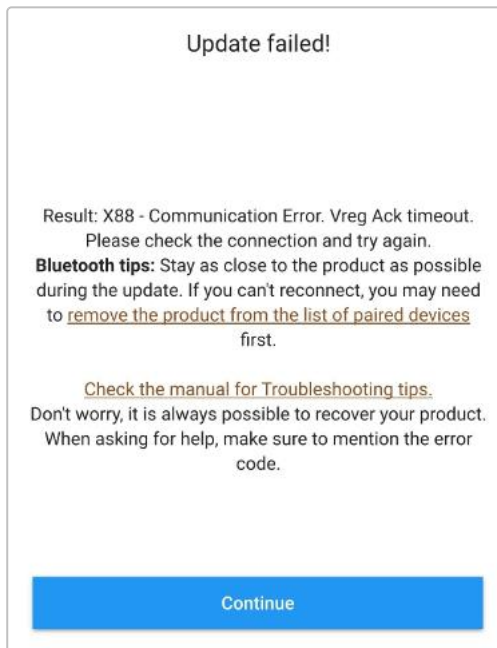 Update failed!
Result: X88 - Communication Error. Vreg Ack timeout.
Please check the connection and try again.
Bluetooth tips: Stay as close to the product as possible
during the update. If you can't reconnect, you may need
to remove the product from the list of paired devices
first.
Check the manual for Troubleshooting tips.
Don't worry, it is always possible to recover your product.
When asking for help, make sure to mention the error
code.
Continue